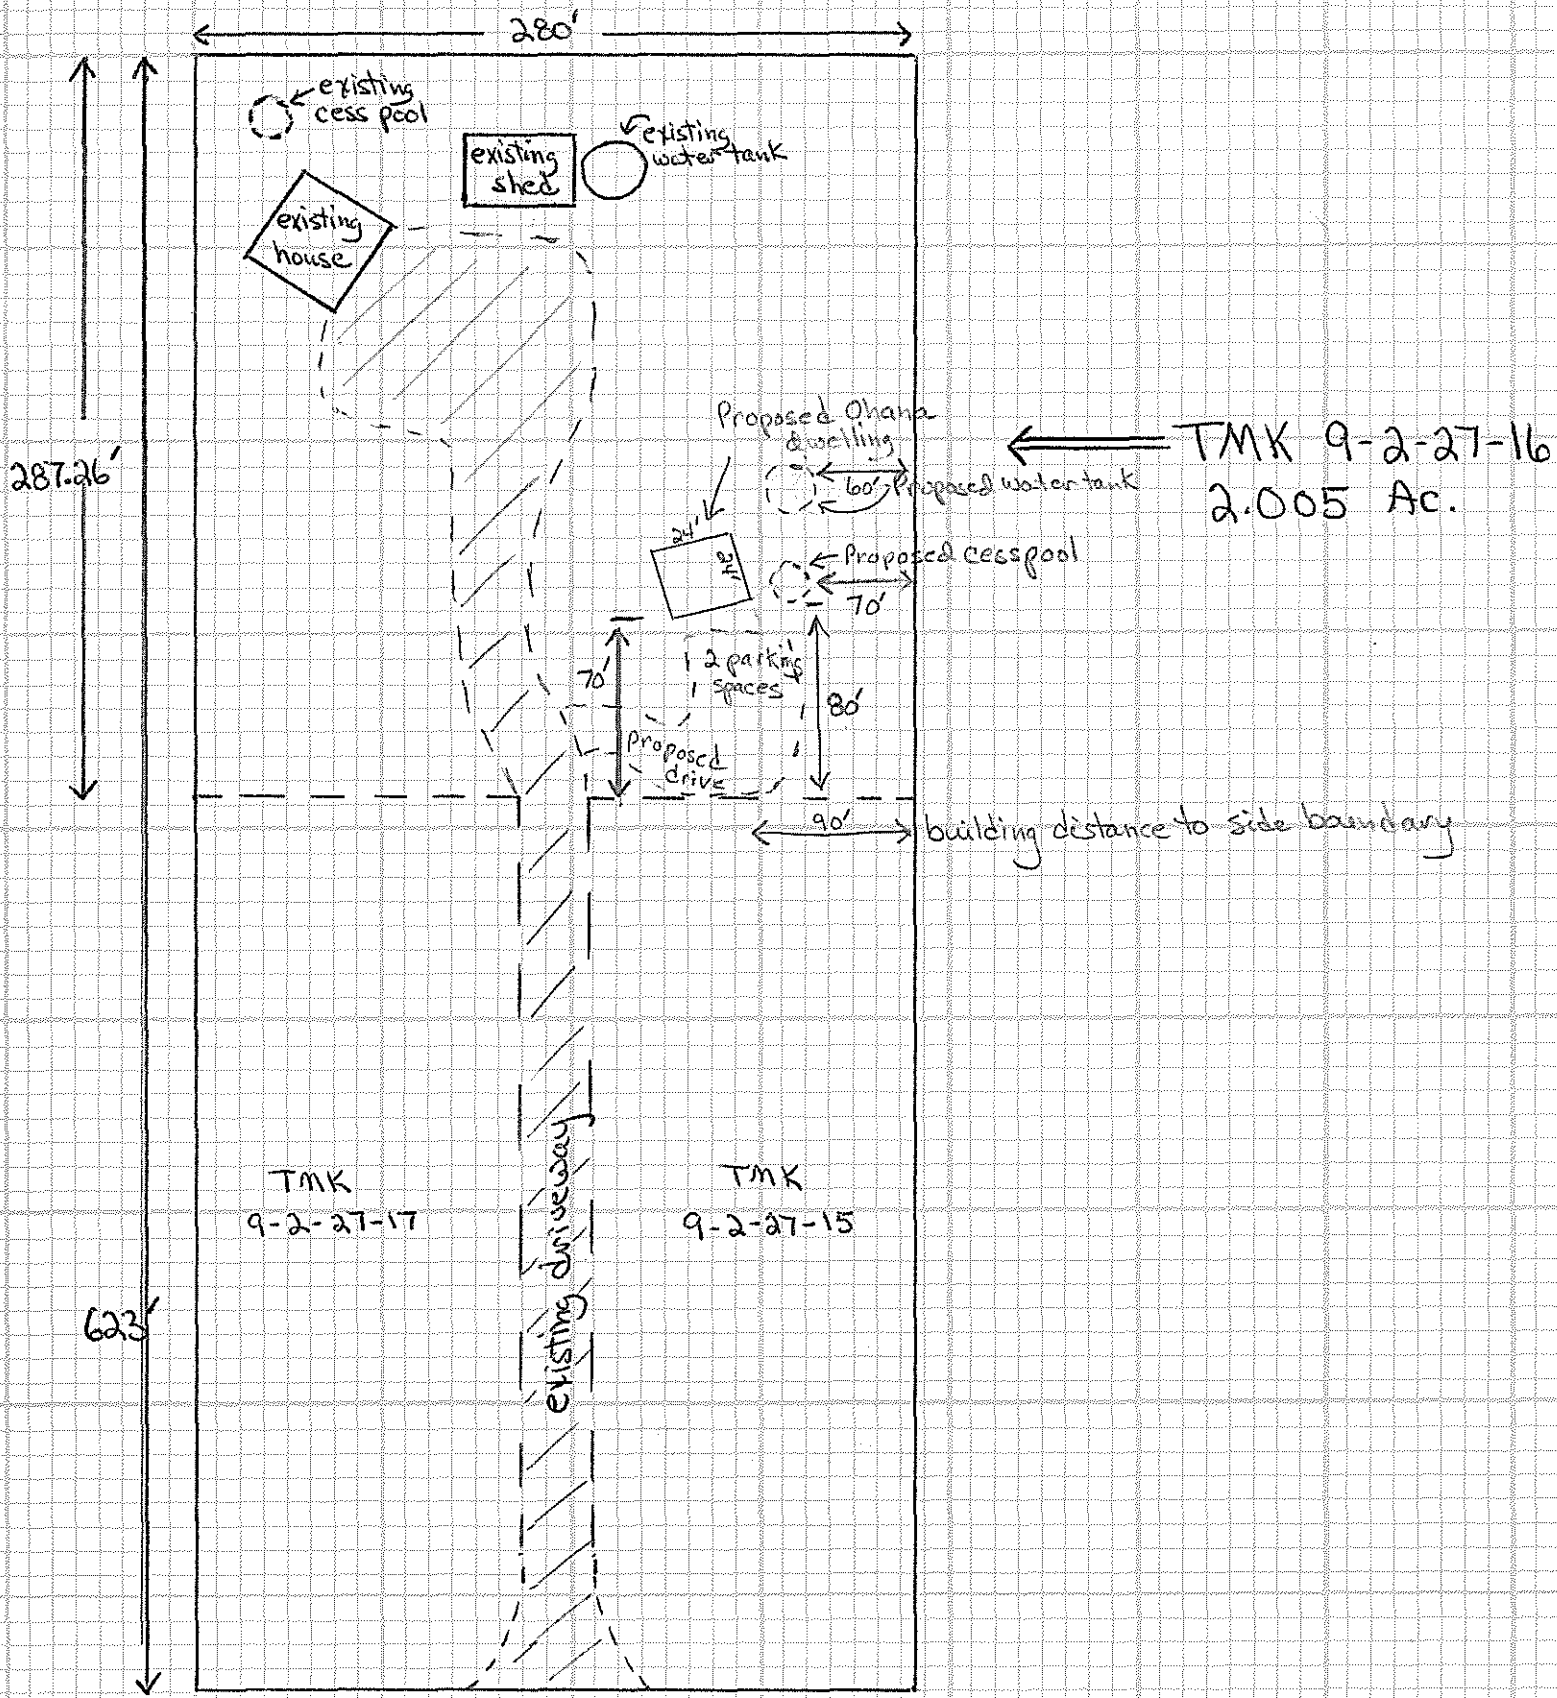 280'
existing
cess pool
existing
shed
existing
water tank
existing
house
Proposed Ohana
dwelling
TMK 9-2-27-16
2.005 Ac.
287.26'
60'
Proposed water tank
24'
24'
Proposed cesspool
70'
2 parking
spaces
70'
80'
Proposed
drive
90'
building distance to side boundary
TMK
9-2-27-17
existing driveway
TMK
9-2-27-15
623'